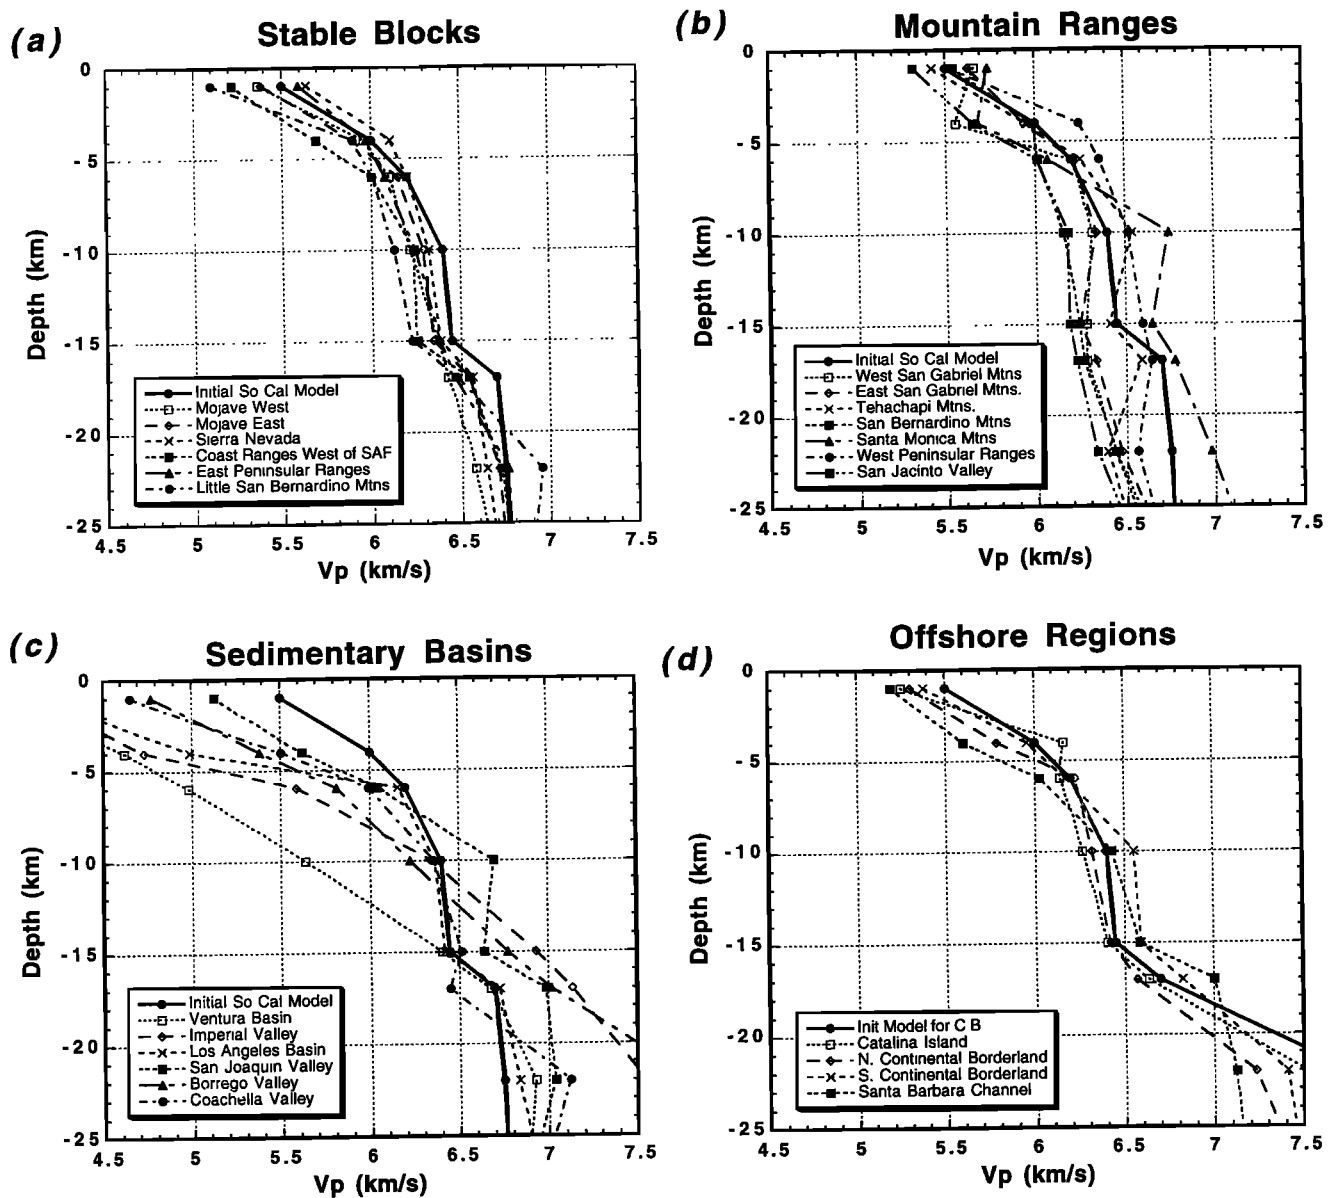 (a) Stable Blocks
0
-5
-10
-15
-20
-25
Depth (km)
Initial So Cal Model
Mojave West
Mojave East
Sierra Nevada
Coast Ranges West of SAF
East Peninsular Ranges
Little San Bernardino Mtns
4.5 5 5.5 6 6.5 7 7.5
Vp (km/s)
(b) Mountain Ranges
0
-5
-10
-15
-20
-25
Depth (km)
Initial So Cal Model
West San Gabriel Mtns
East San Gabriel Mtns.
Tehachapi Mtns.
San Bernardino Mtns
Santa Monica Mtns
West Peninsular Ranges
San Jacinto Valley
4.5 5 5.5 6 6.5 7 7.5
Vp (km/s)
(c) Sedimentary Basins
0
-5
-10
-15
-20
-25
Depth (km)
Initial So Cal Model
Ventura Basin
Imperial Valley
Los Angeles Basin
San Joaquin Valley
Borrego Valley
Coachella Valley
4.5 5 5.5 6 6.5 7 7.5
Vp (km/s)
(d) Offshore Regions
0
-5
-10
-15
-20
-25
Depth (km)
Init Model for C B
Catalina Island
N. Continental Borderland
S. Continental Borderland
Santa Barbara Channel
4.5 5 5.5 6 6.5 7 7.5
Vp (km/s)